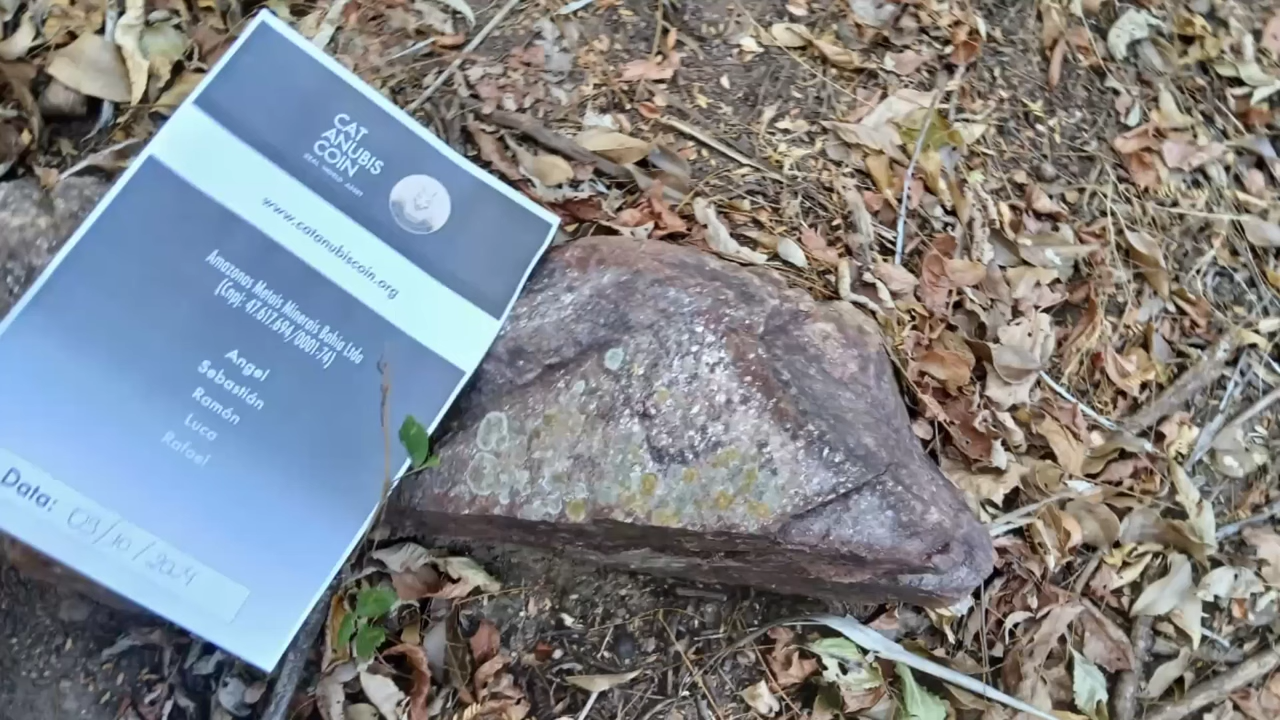 CAT
ANUBIS
COIN
REAL WORLD ASSET
www.catanubiscoin.org
Amazonas Metais Minerais Bahia Ltda
(Cnpj: 47.617.694/0001-74)
Angel
Sebastián
Ramón
Luca
Rafael
Data: 03/10/2024